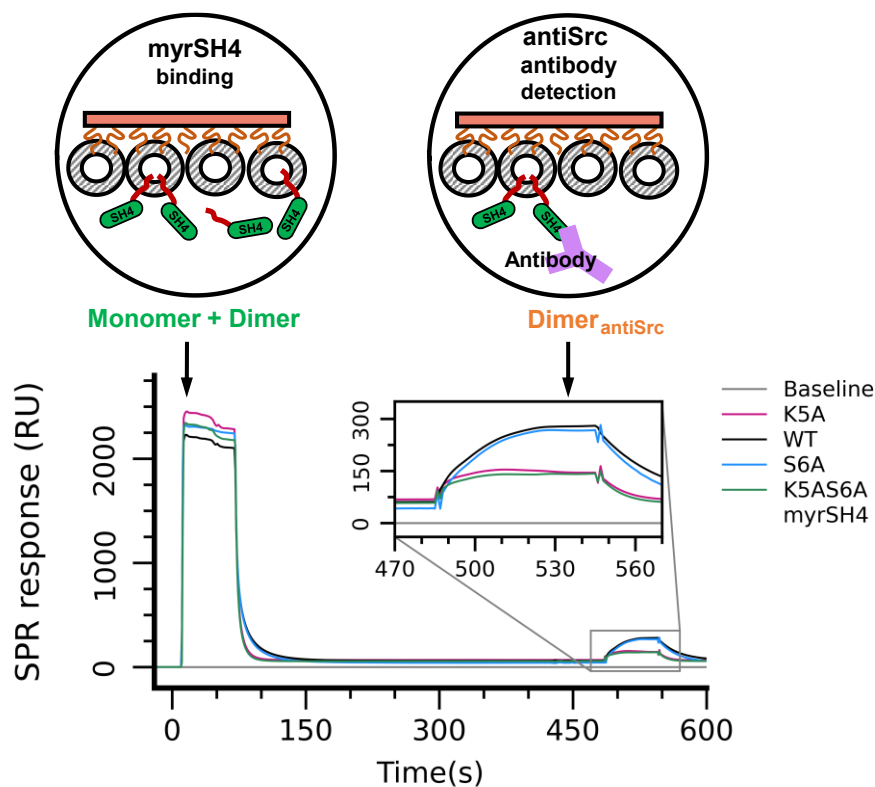 myrSH4
binding
SH4
SH4
SH4
SH4
Monomer + Dimer
antiSrc
antibody
detection
SH4
SH4
Antibody
Dimer antiSrc
SPR response (RU)
2000
1000
0
0
150
300
450
600
Time(s)
300
150
0
470
500
530
560
Baseline
K5A
WT
S6A
K5AS6A
myrSH4